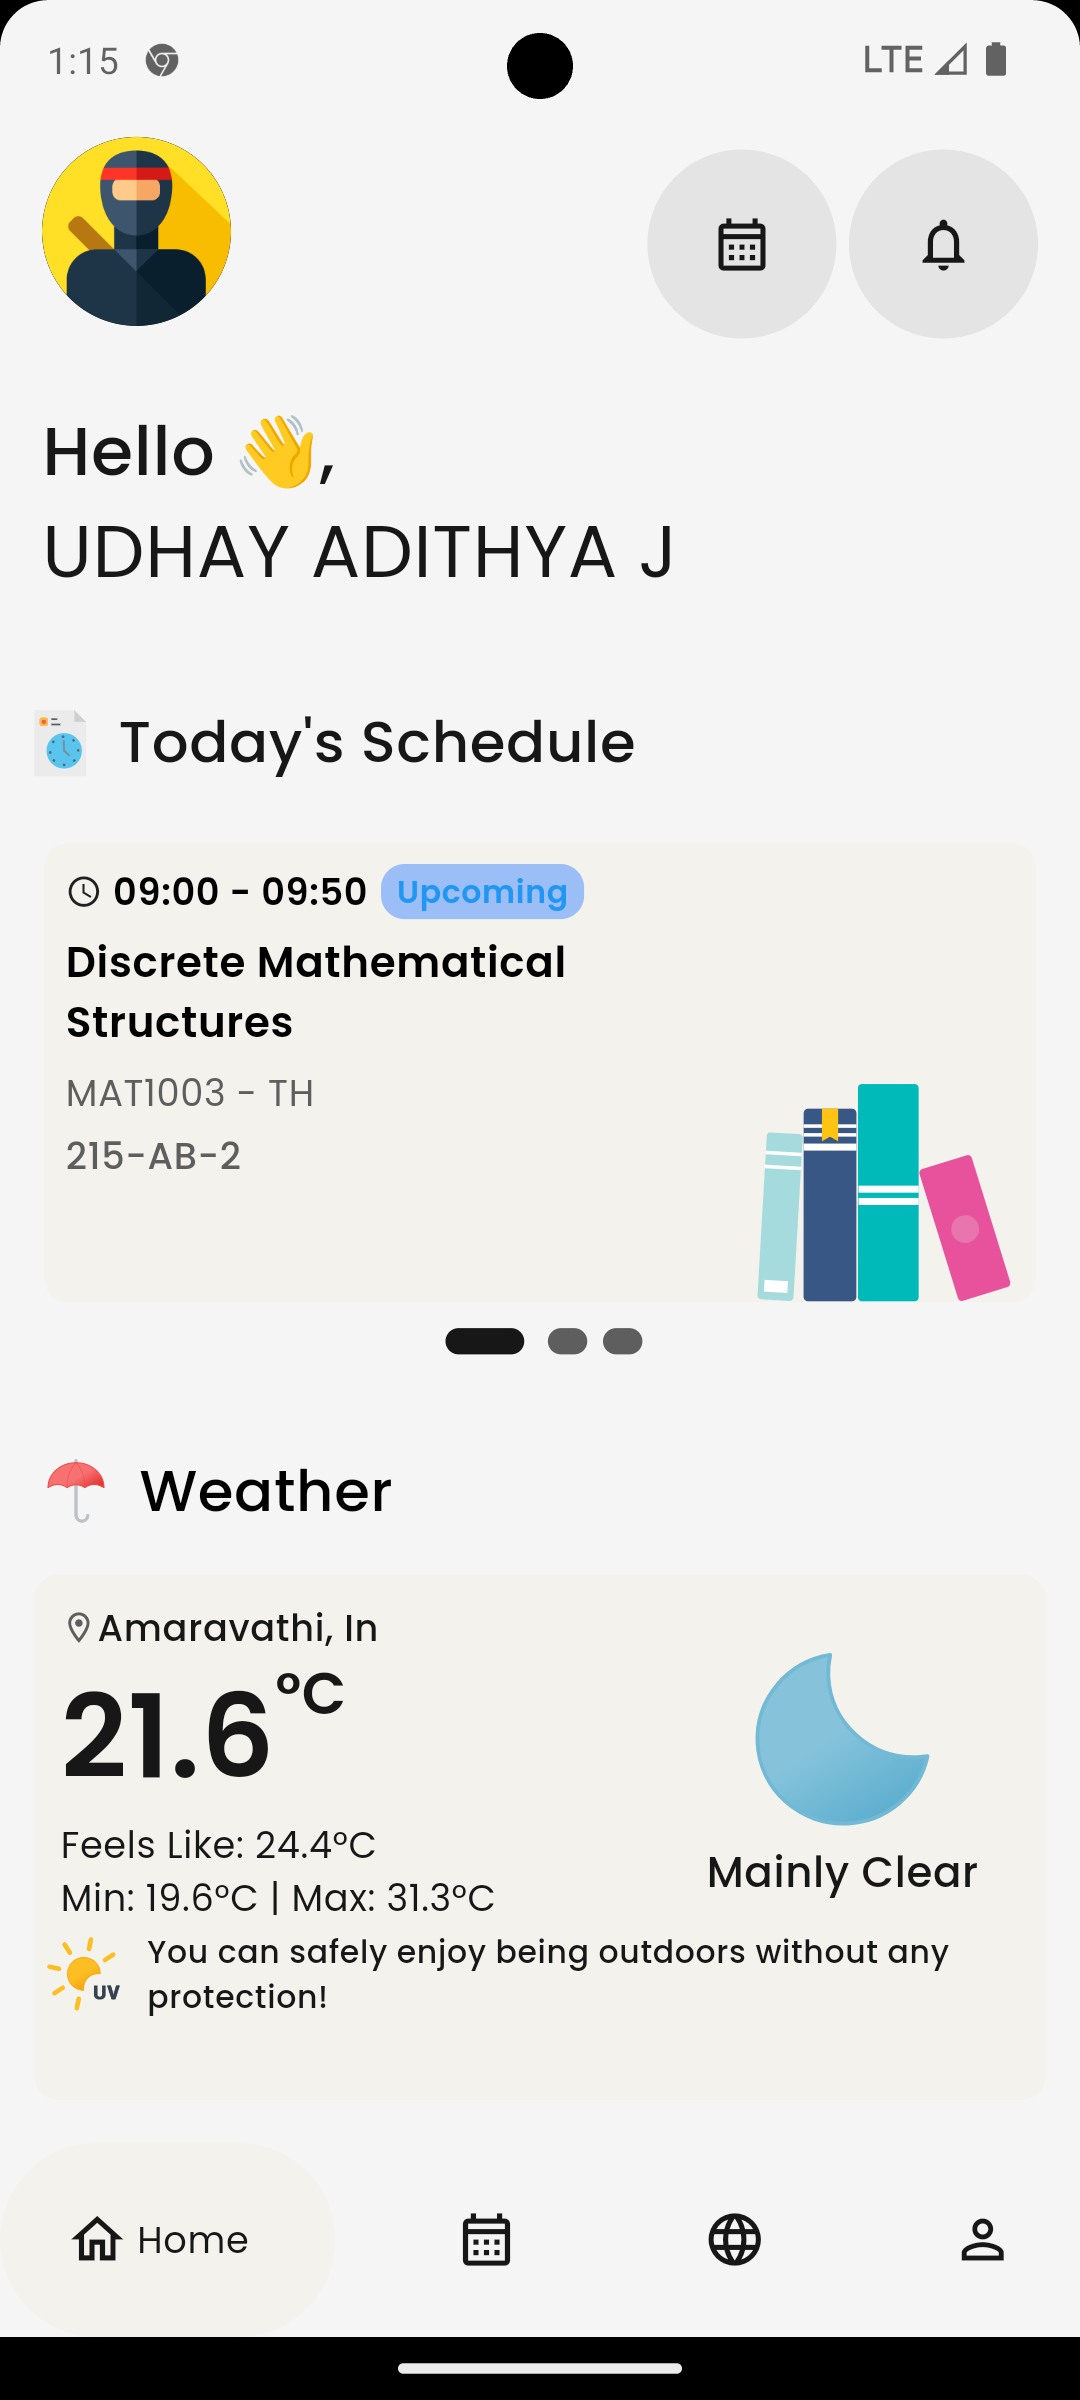 1:15 LTE
Hello 👋,
UDHAY ADITHYA J
Today's Schedule
09:00 - 09:50 Upcoming
Discrete Mathematical
Structures
MAT1003 - TH
215-AB-2
Weather
Amaravathi, In
21.6°C
Feels Like: 24.4°C
Min: 19.6°C | Max: 31.3°C
Mainly Clear
UV
You can safely enjoy being outdoors without any
protection!
Home